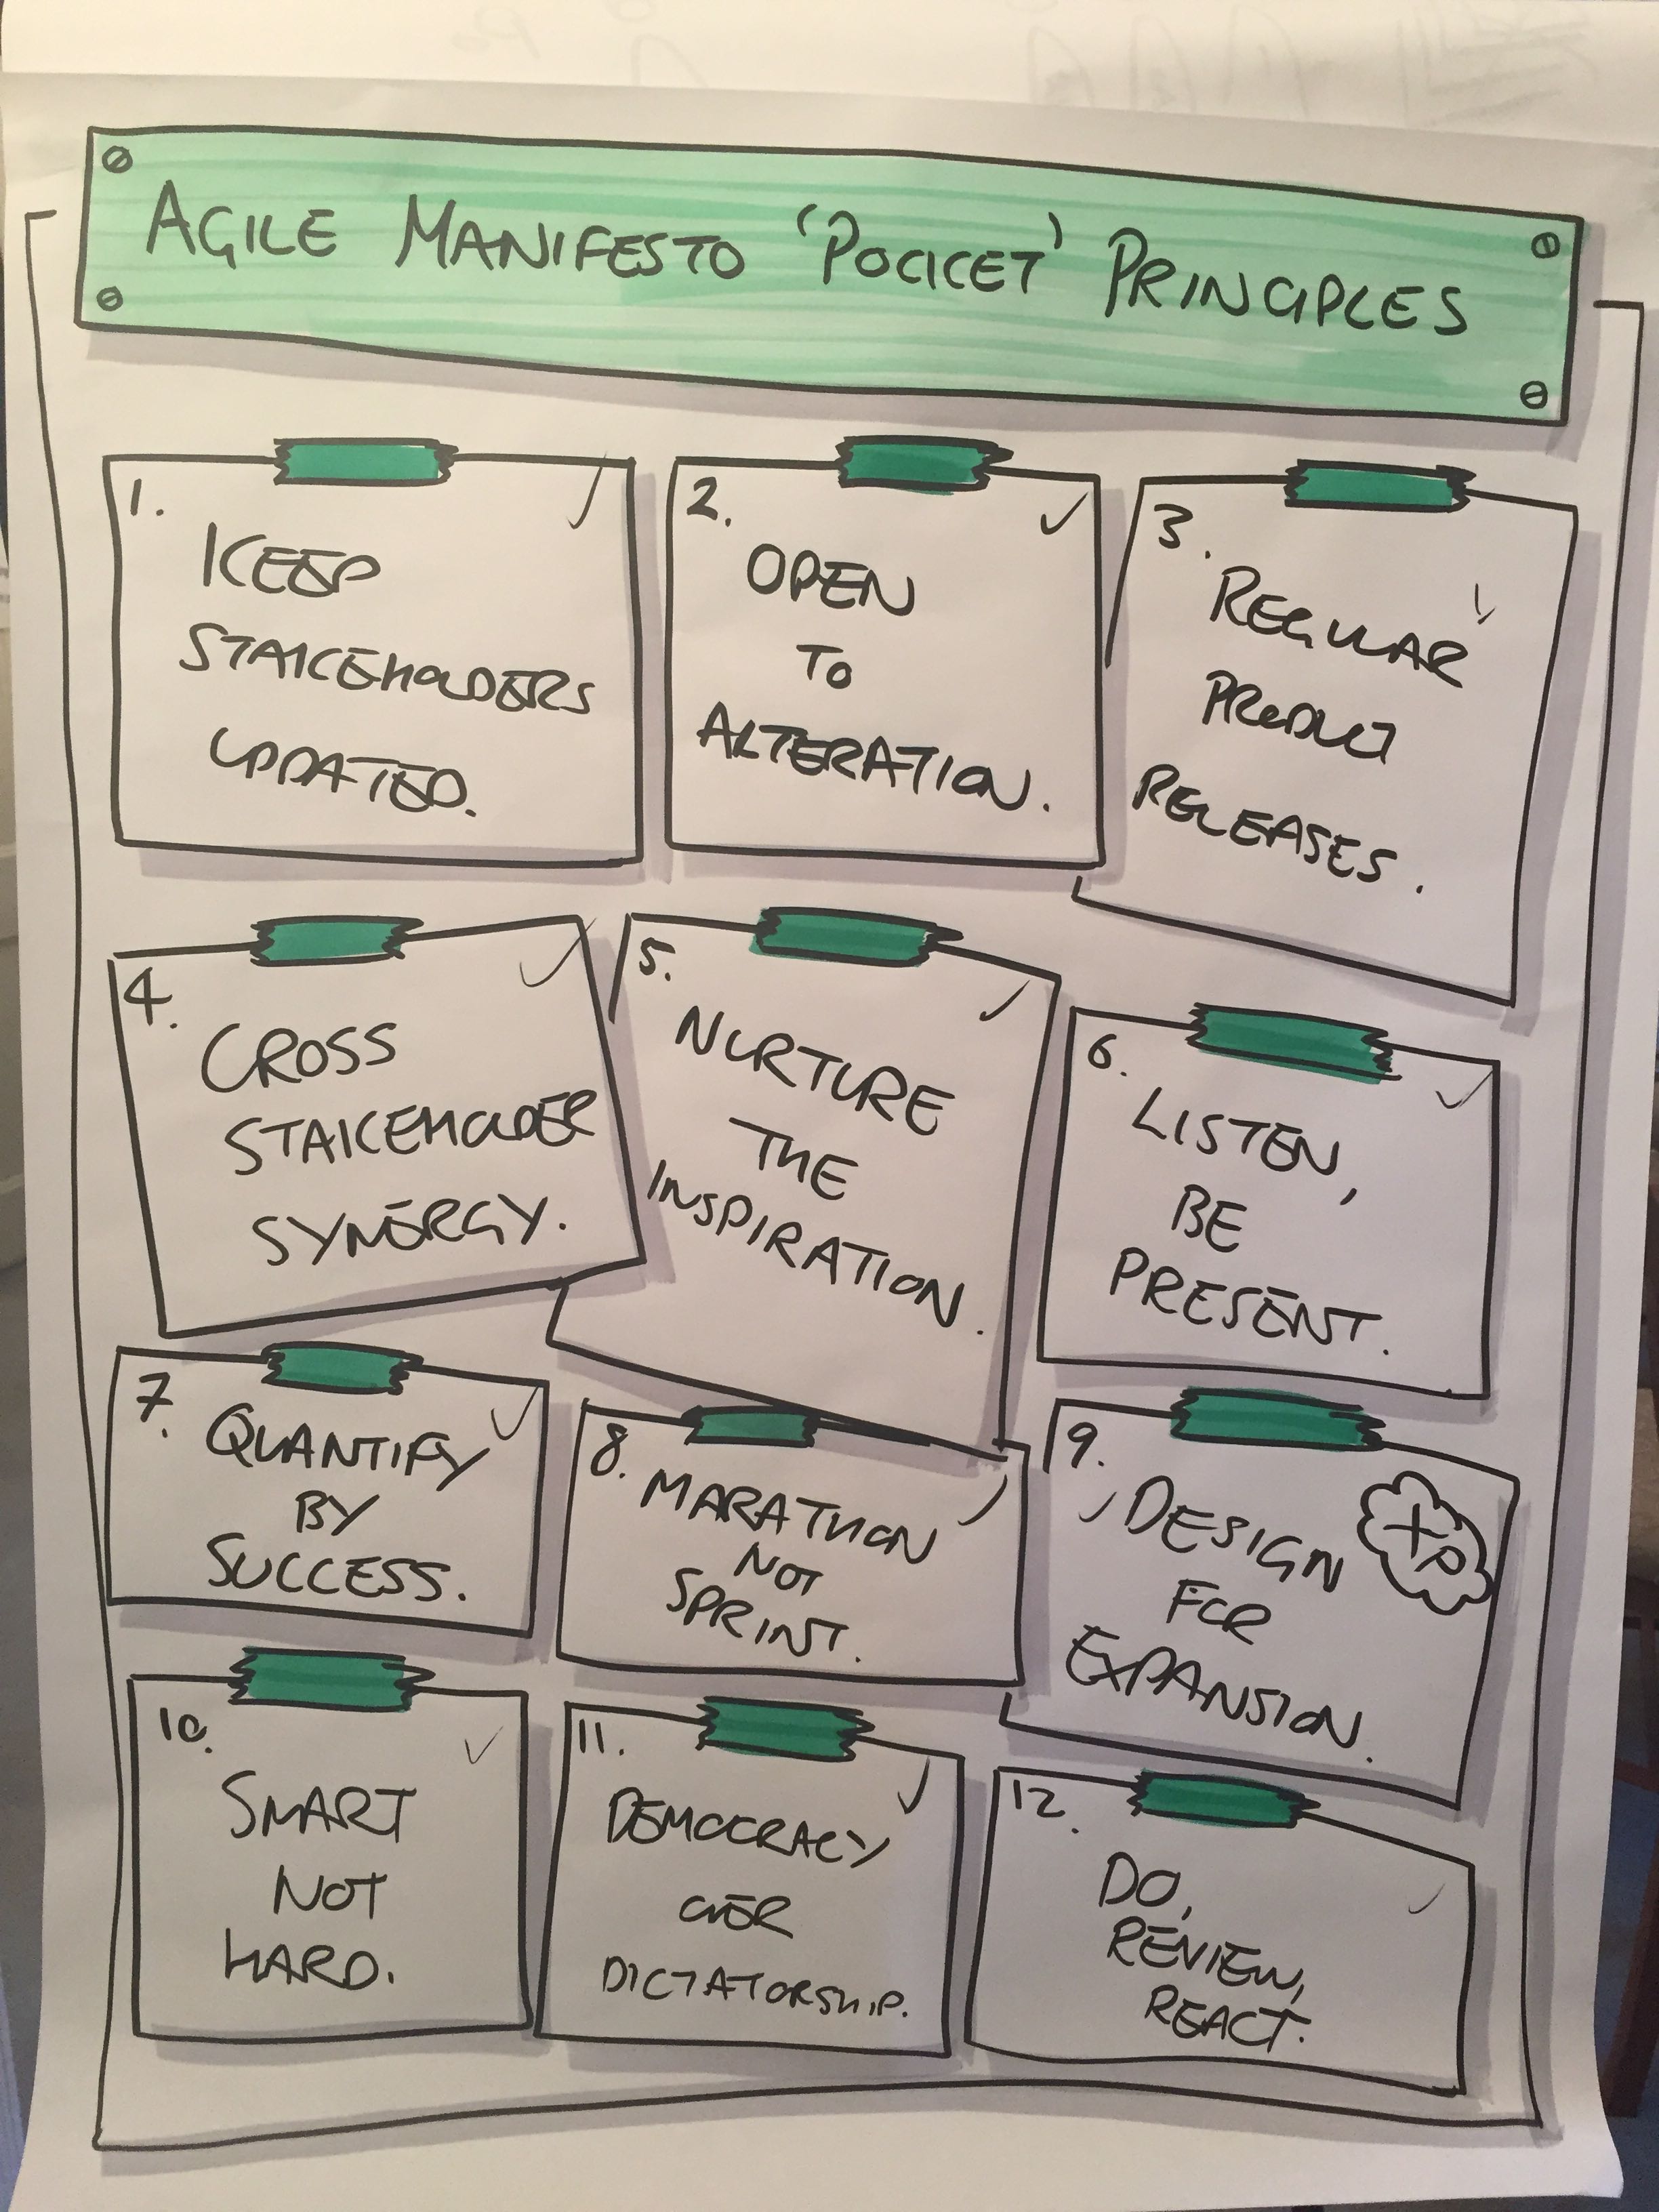 AGILE MANIFESTO 'POCKET' PRINCIPLES
1.
KEEP
STAKEHOLDERS
UPDATED.
2.
OPEN
TO
ALTERATION.
3.
REGULAR
PRODUCT
RELEASES.
4.
CROSS
STAKEHOLDER
SYNERGY.
5.
NURTURE
THE
INSPIRATION.
6.
LISTEN,
BE
PRESENT.
7.
QUANTIFY
BY
SUCCESS.
8.
MARATHON
NOT
SPRINT.
9.
DESIGN
XP
FOR
EXPANSION.
10.
SMART
NOT
HARD.
11.
DEMOCRACY
OVER
DICTATORSHIP.
12.
DO,
REVIEW,
REACT.